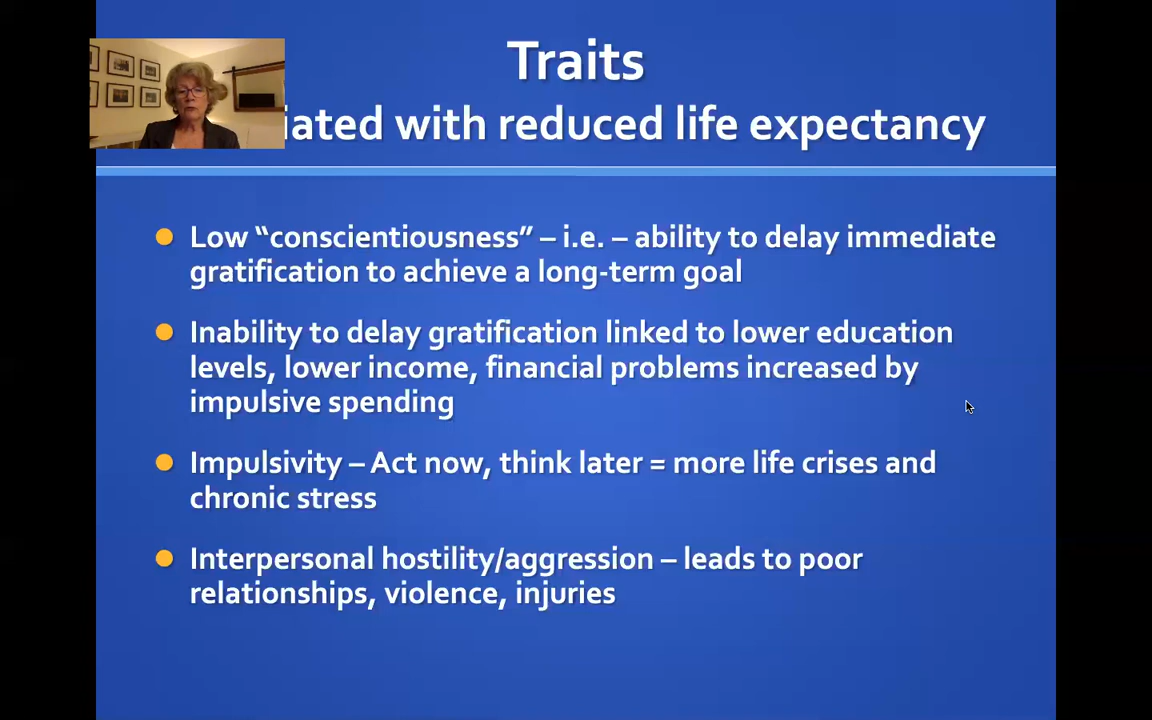 Traits
with reduced life expectancy
Low “conscientiousness” – i.e. – ability to delay immediate
gratification to achieve a long-term goal
Inability to delay gratification linked to lower education
levels, lower income, financial problems increased by
impulsive spending
Impulsivity – Act now, think later = more life crises and
chronic stress
Interpersonal hostility/aggression – leads to poor
relationships, violence, injuries